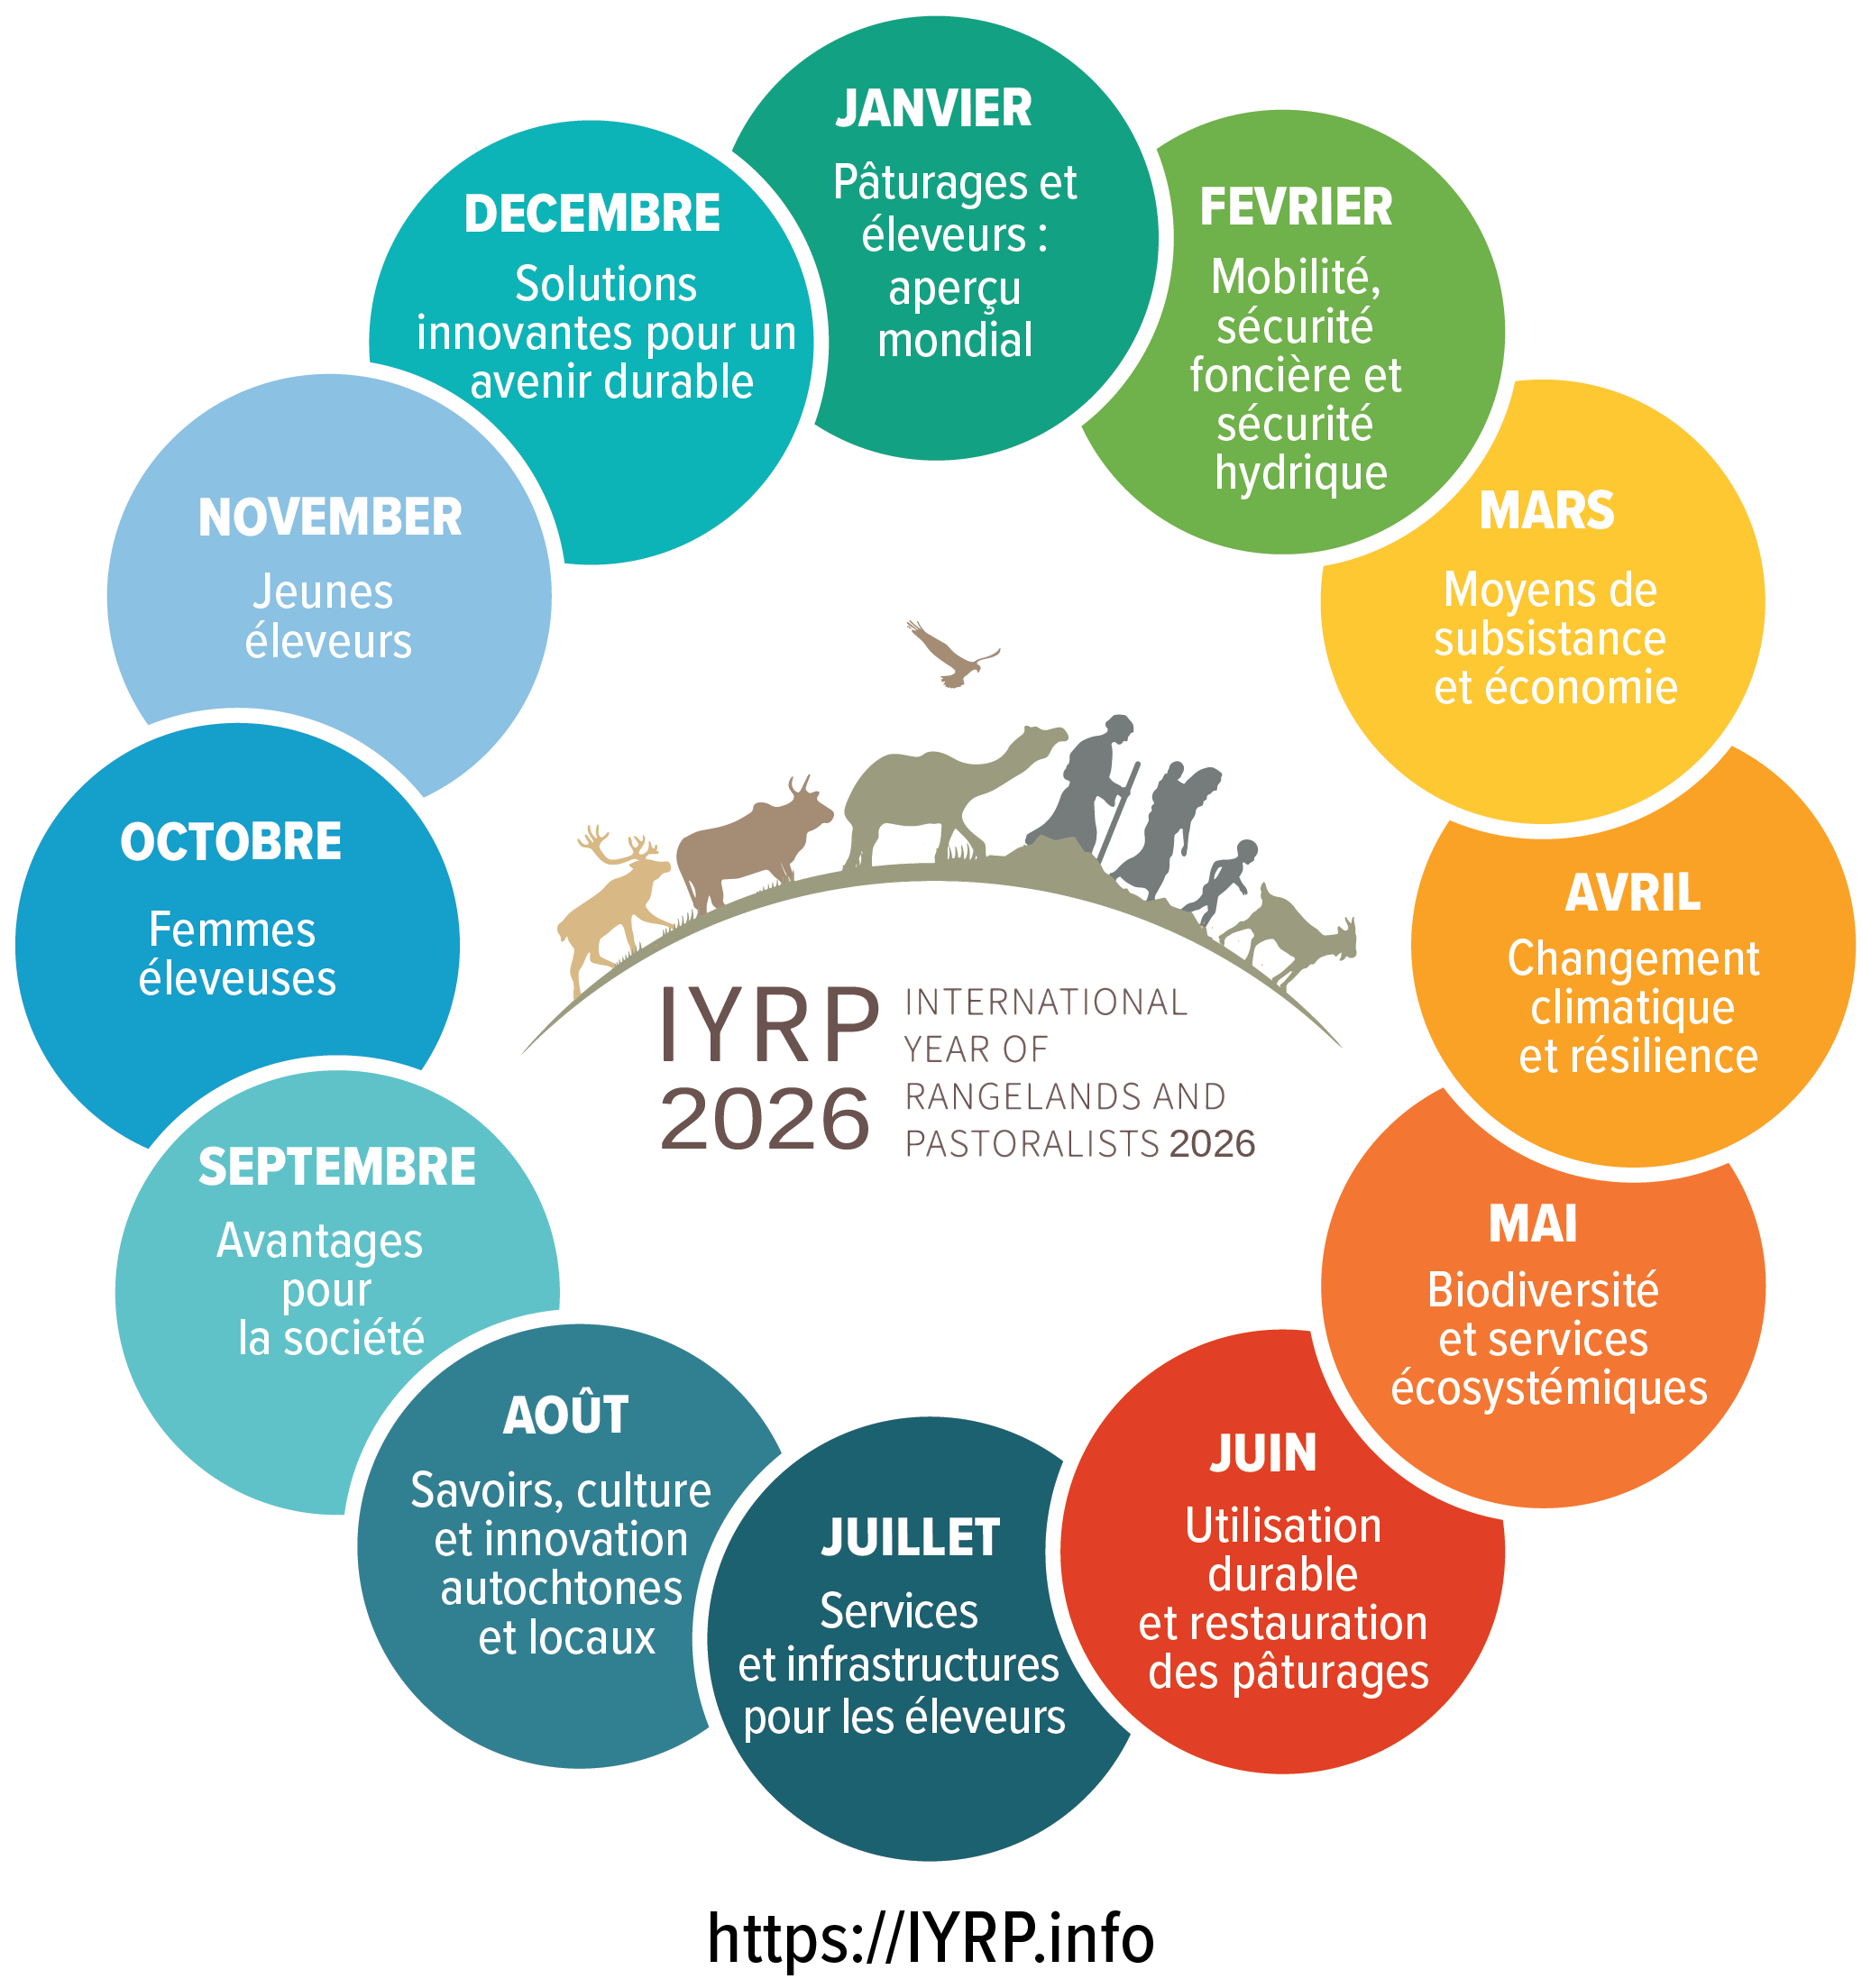 JANVIER
Pâturages et
éleveurs :
aperçu
mondial
FEVRIER
Mobilité,
sécurité
foncière et
sécurité
hydrique
MARS
Moyens de
subsistance
et économie
AVRIL
Changement
climatique
et résilience
MAI
Biodiversité
et services
écosystémiques
JUIN
Utilisation
durable
et restauration
des pâturages
JUILLET
Services
et infrastructures
pour les éleveurs
AOÛT
Savoirs, culture
et innovation
autochtones
et locaux
SEPTEMBRE
Avantages
pour
la société
OCTOBRE
Femmes
éleveuses
NOVEMBER
Jeunes
éleveurs
DECEMBRE
Solutions
innovantes pour un
avenir durable
IYRP
2026
INTERNATIONAL
YEAR OF
RANGELANDS AND
PASTORALISTS 2026
https://IYRP.info